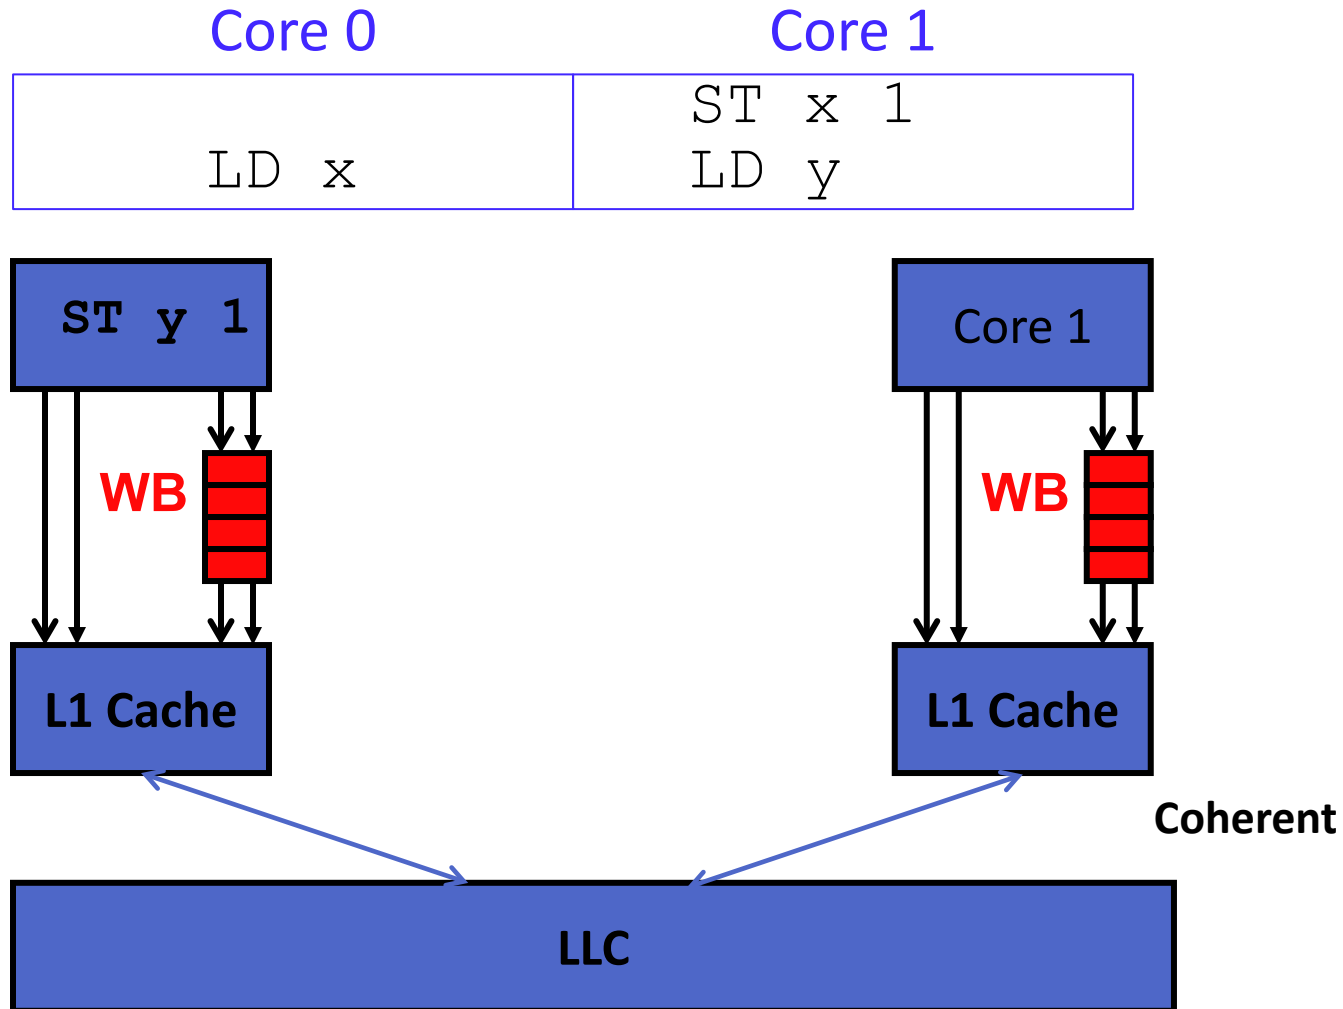 Core 0 Core 1
ST x 1
LD x LD y
ST y 1 Core 1
WB WB
L1 Cache L1 Cache
Coherent
LLC